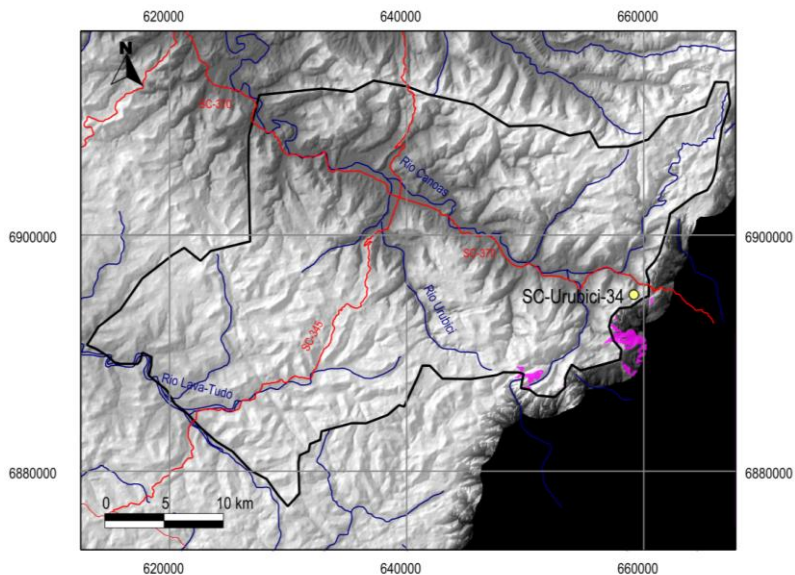 620000 640000 660000
N
SC-370
Rio Canoas
6900000 6900000
SC-370
SC-Urubici-34
Rio Urubici
SC-345
Rio Lava-Tudo
6880000 6880000
0 5 10 km
620000 640000 660000